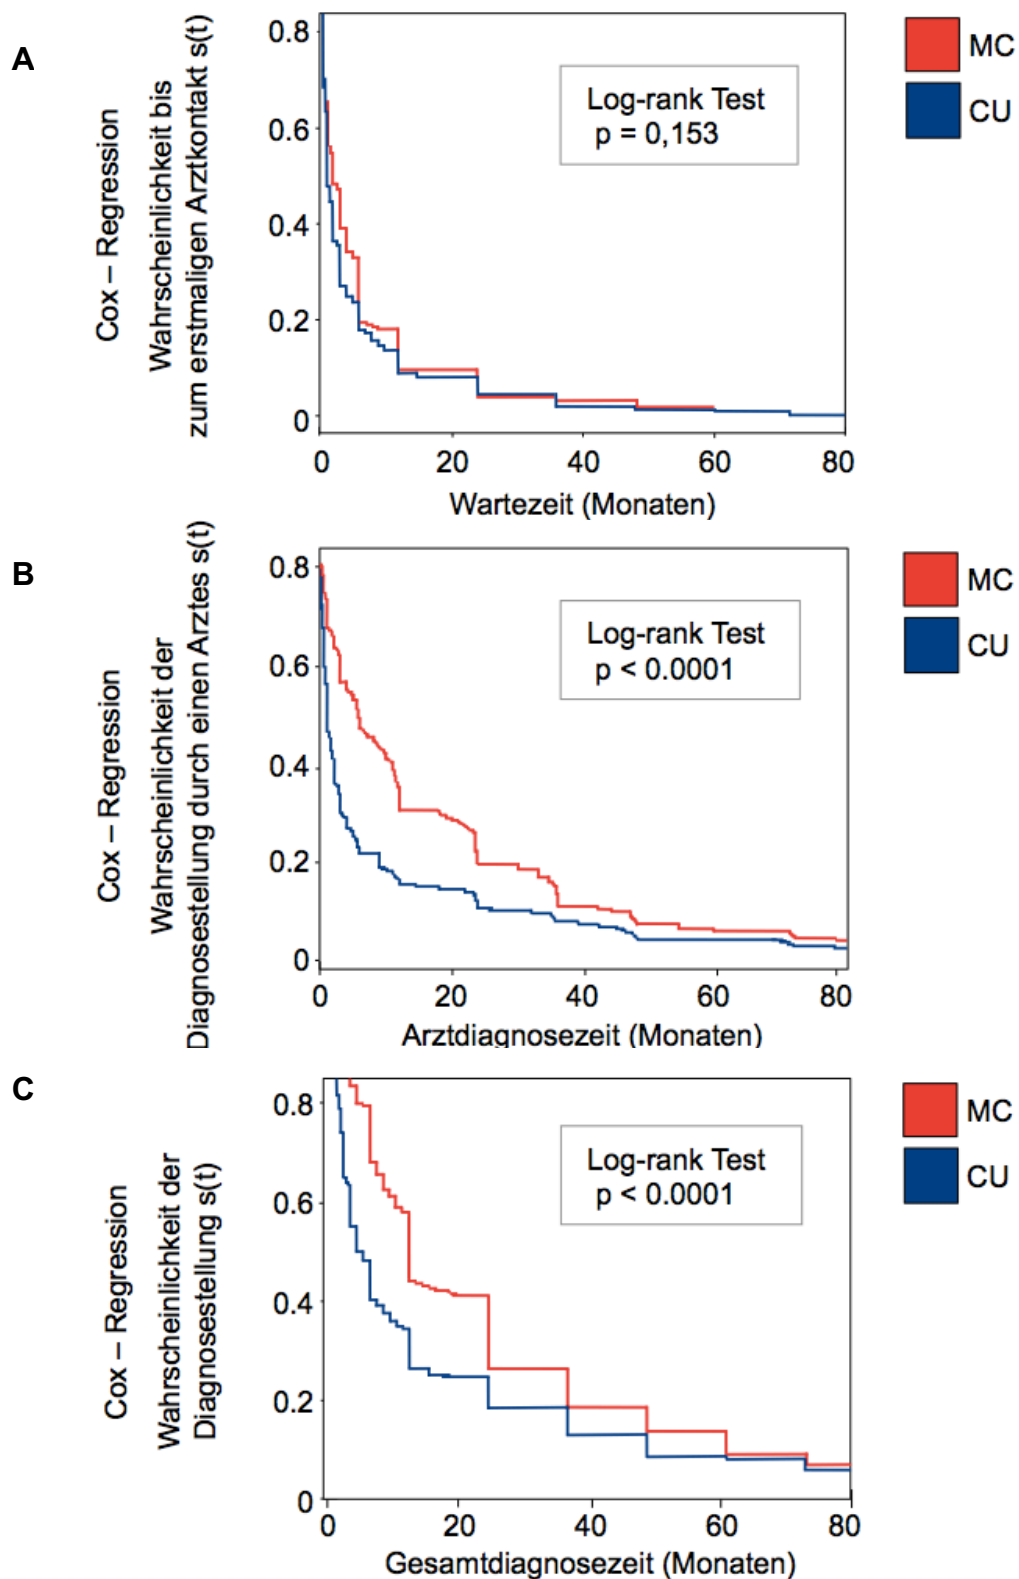 A
Cox – Regression
Wahrscheinlichkeit bis
zum erstmaligen Arztkontakt s(t)
0.8
0.6
0.4
0.2
0
Log-rank Test
p = 0,153
MC
CU
0 20 40 60 80
Wartezeit (Monaten)
B
Cox – Regression
Wahrscheinlichkeit der
Diagnosestellung durch einen Arztes s(t)
0.8
0.6
0.4
0.2
0
Log-rank Test
p < 0.0001
MC
CU
0 20 40 60 80
Arztdiagnosezeit (Monaten)
C
Cox – Regression
Wahrscheinlichkeit der
Diagnosestellung s(t)
0.8
0.6
0.4
0.2
0
Log-rank Test
p < 0.0001
MC
CU
0 20 40 60 80
Gesamtdiagnosezeit (Monaten)